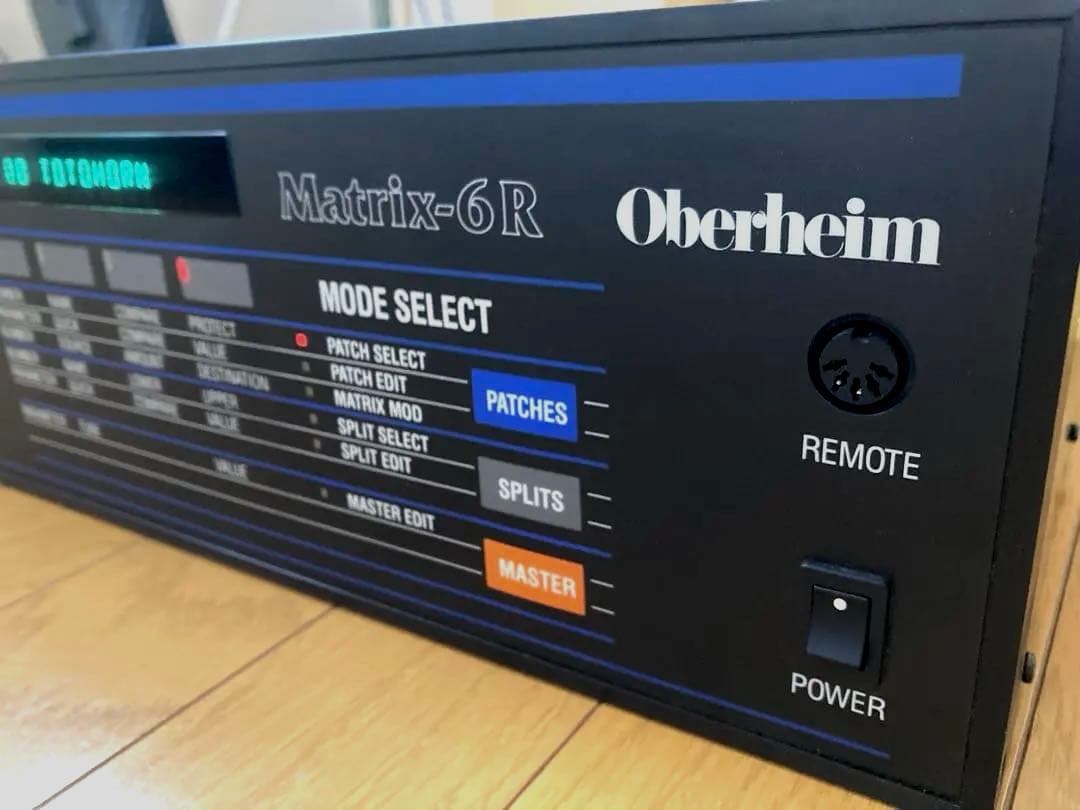 00 TOTOHORN
Matrix-6R
Oberheim
MODE SELECT
PROTECT
VALUE
DESTINATION
UPPER
VALUE
VALUE
PATCH SELECT
PATCH EDIT
MATRIX MOD
SPLIT SELECT
SPLIT EDIT
MASTER EDIT
PATCHES
SPLITS
MASTER
REMOTE
POWER